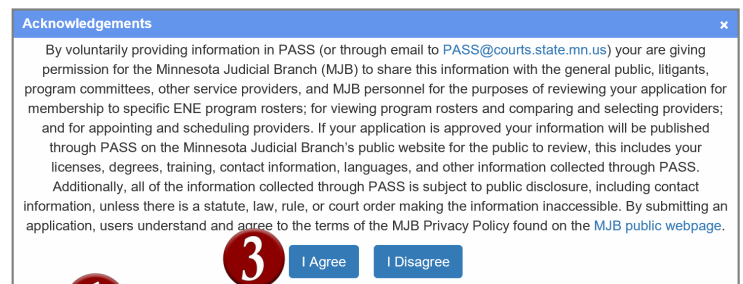 Acknowledgements ×
By voluntarily providing information in PASS (or through email to PASS@courts.state.mn.us) your are giving
permission for the Minnesota Judicial Branch (MJB) to share this information with the general public, litigants,
program committees, other service providers, and MJB personnel for the purposes of reviewing your application for
membership to specific ENE program rosters; for viewing program rosters and comparing and selecting providers;
and for appointing and scheduling providers. If your application is approved your information will be published
through PASS on the Minnesota Judicial Branch's public website for the public to review, this includes your
licenses, degrees, training, contact information, languages, and other information collected through PASS.
Additionally, all of the information collected through PASS is subject to public disclosure, including contact
information, unless there is a statute, law, rule, or court order making the information inaccessible. By submitting an
application, users understand and agree to the terms of the MJB Privacy Policy found on the MJB public webpage.
3 I Agree I Disagree